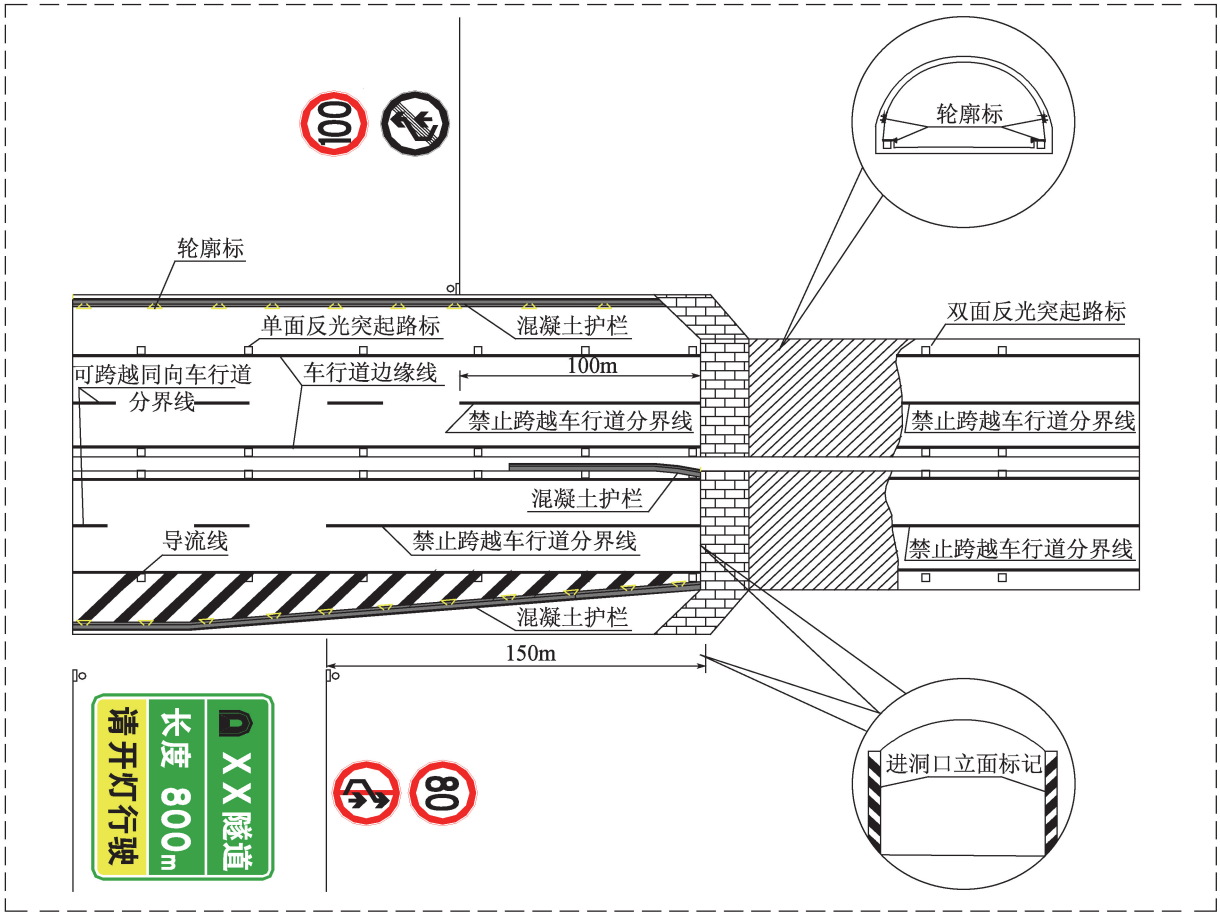 100
轮廓标
轮廓标
单面反光突起路标
混凝土护栏
双面反光突起路标
可跨越同向车行道
分界线
车行道边缘线
100m
禁止跨越车行道分界线
禁止跨越车行道分界线
混凝土护栏
导流线
禁止跨越车行道分界线
禁止跨越车行道分界线
混凝土护栏
150m
XX隧道
长度 800m
请开灯行驶
80
进洞口立面标记